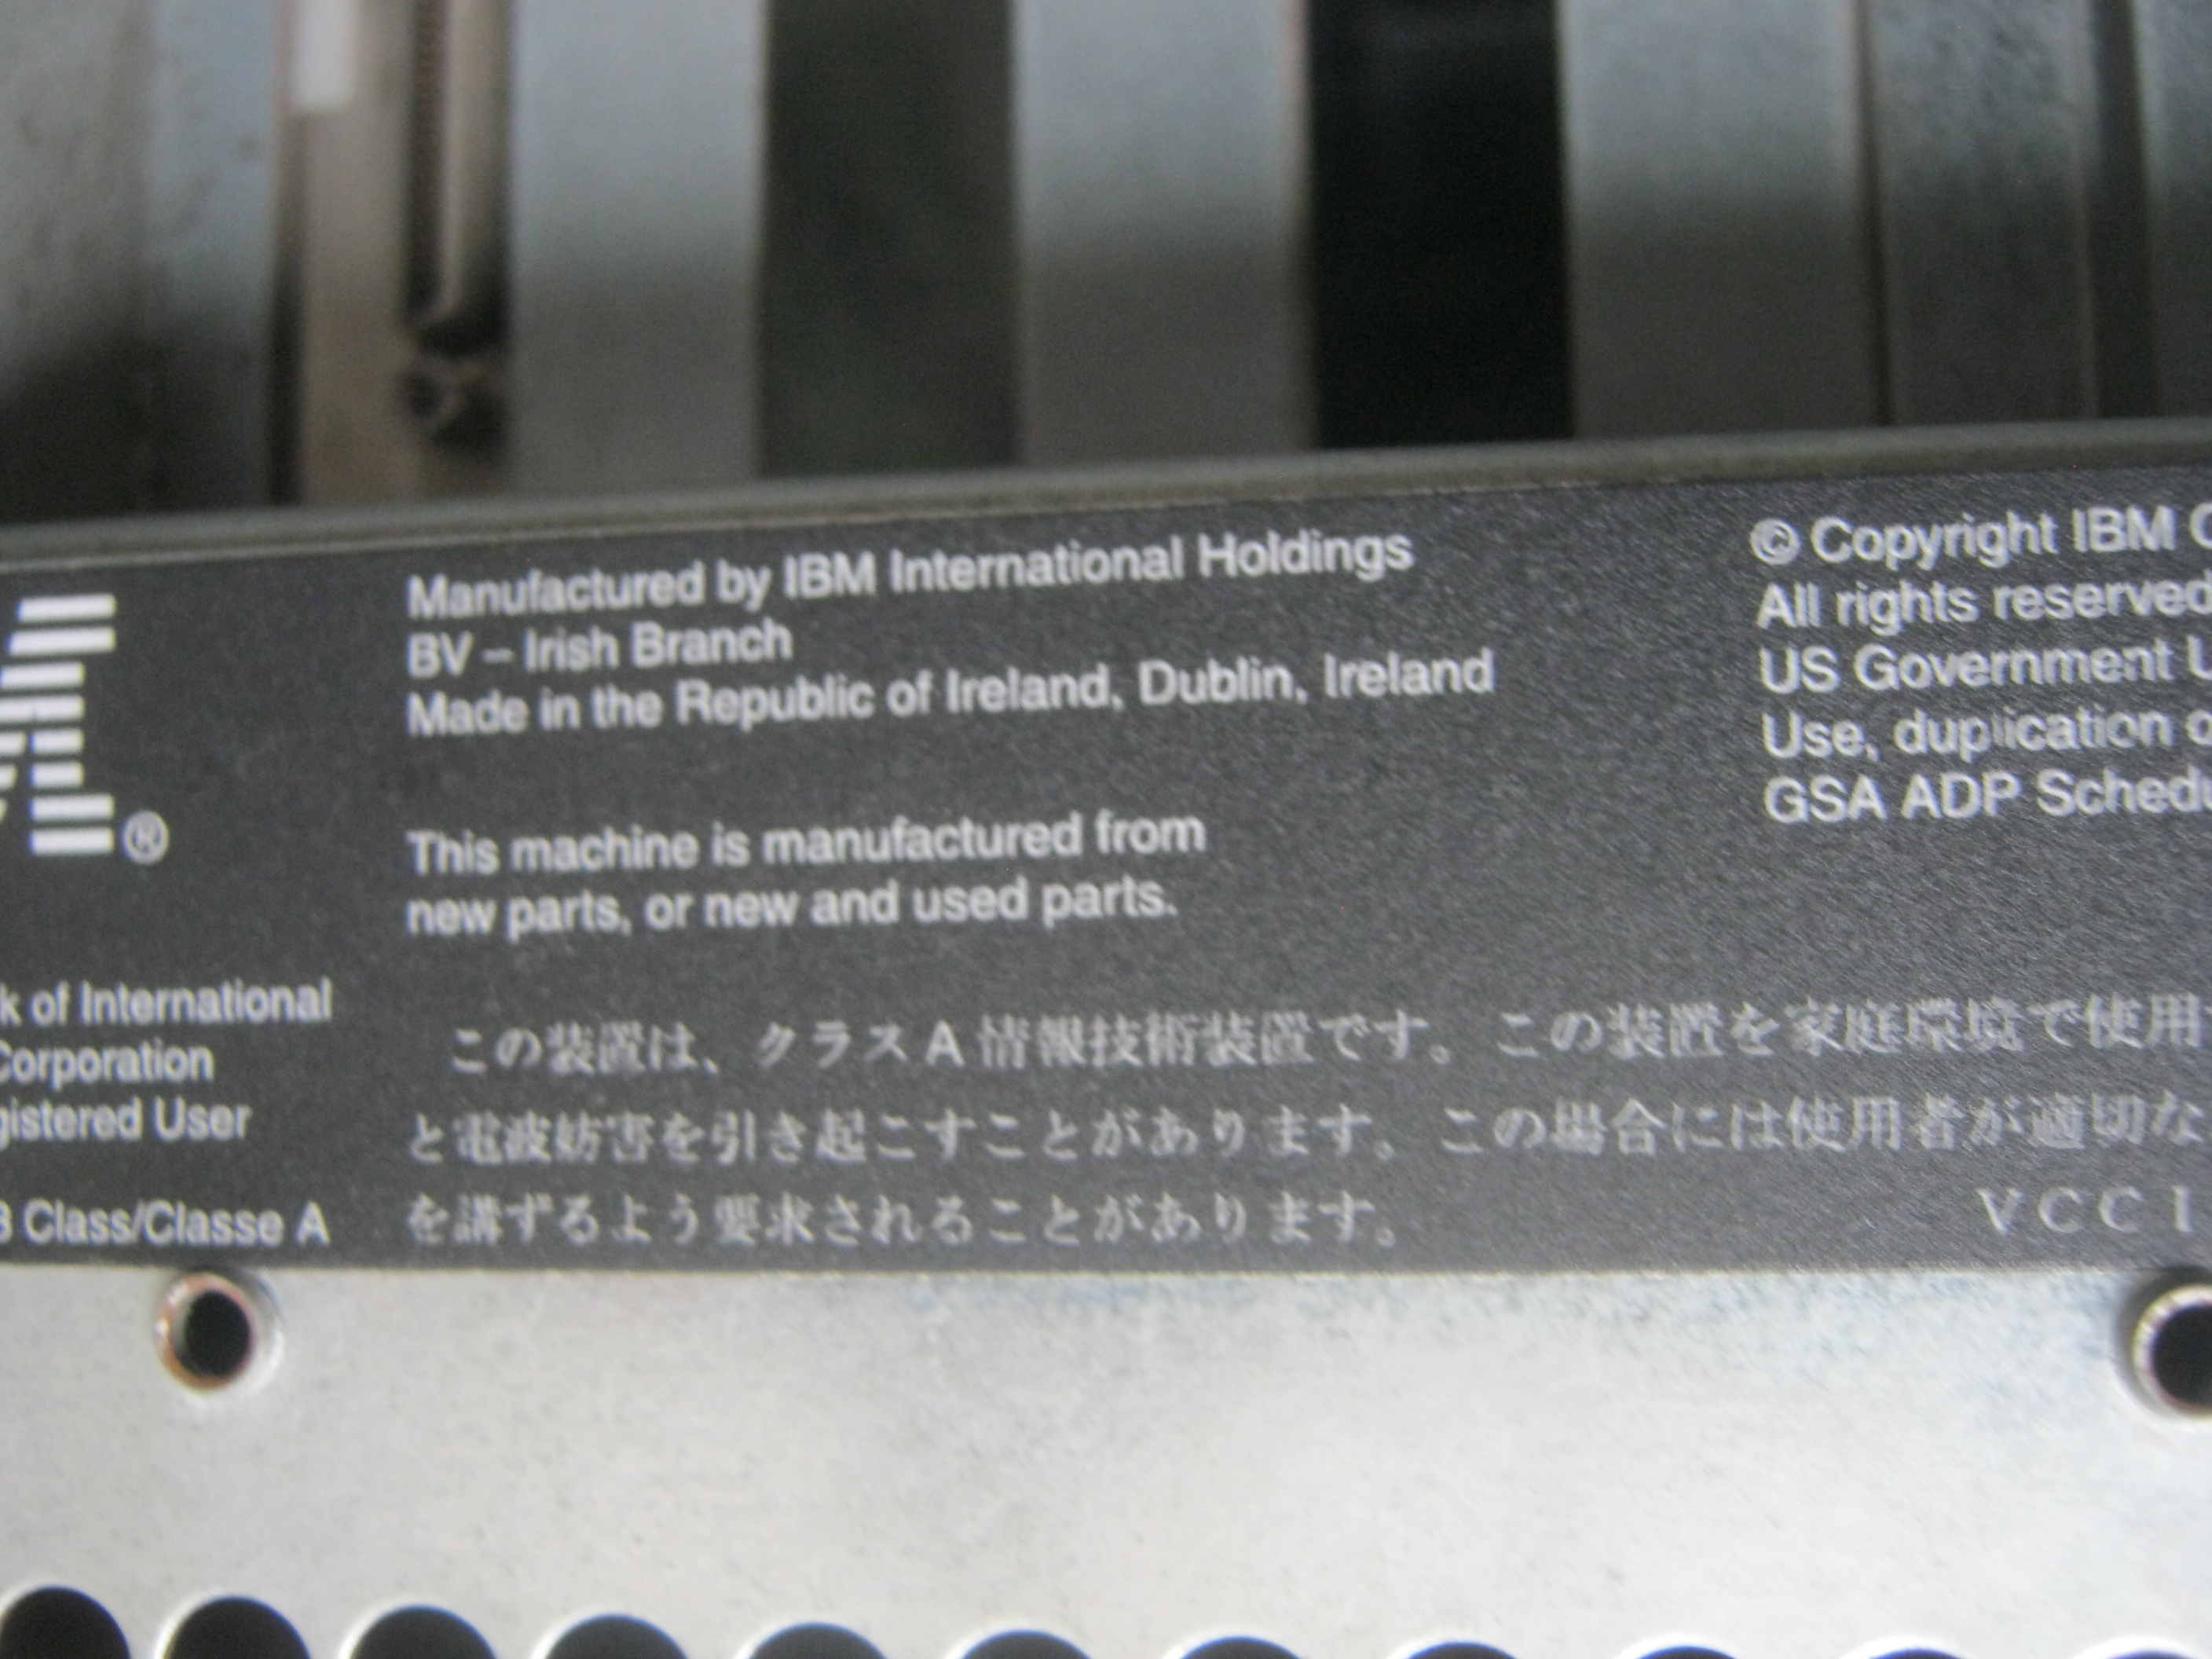 Manufactured by IBM International Holdings
BV – Irish Branch
Made in the Republic of Ireland, Dublin, Ireland
This machine is manufactured from
new parts, or new and used parts.
© Copyright IBM
All rights reserved
US Government
Use, duplication
GSA ADP
®
of International
Corporation
User
Class/Classe A
この装置は、クラス A 情報技術装置です。この装置を家庭環境で使用
と電波妨害を引き起こすことがあります。この場合には使用者が適切な
を講ずるよう要求されることがあります。
VCCI